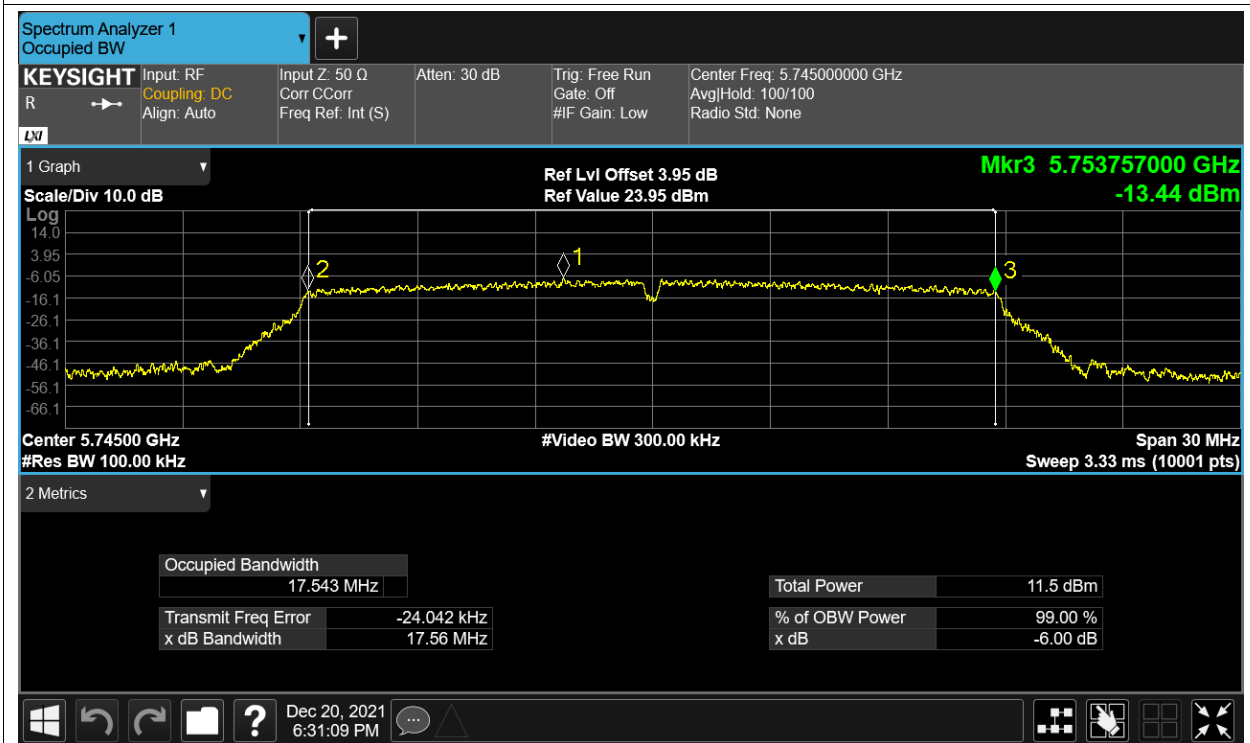 Spectrum Analyzer 1
Occupied BW
KEYSIGHT
R
LXI
Input: RF
Coupling: DC
Align: Auto
Input Z: 50 Ω
Corr CCorr
Freq Ref: Int (S)
Atten: 30 dB
Trig: Free Run
Gate: Off
#IF Gain: Low
Center Freq: 5.745000000 GHz
Avg|Hold: 100/100
Radio Std: None
1 Graph
Scale/Div 10.0 dB
Ref Lvl Offset 3.95 dB
Ref Value 23.95 dBm
Mkr3 5.753757000 GHz
-13.44 dBm
Log
14.0
3.95
-6.05
-16.1
-26.1
-36.1
-46.1
-56.1
-66.1
2
1
3
Center 5.74500 GHz
#Res BW 100.00 kHz
#Video BW 300.00 kHz
Span 30 MHz
Sweep 3.33 ms (10001 pts)
2 Metrics
Occupied Bandwidth
17.543 MHz
Transmit Freq Error -24.042 kHz
x dB Bandwidth 17.56 MHz
Total Power 11.5 dBm
% of OBW Power 99.00 %
x dB -6.00 dB
?
Dec 20, 2021
6:31:09 PM